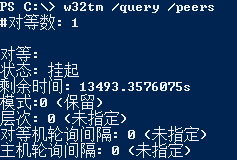 PS C:\> w32tm /query /peers
#对等数: 1

对等:
状态: 挂起
剩余时间: 13493.3576075s
模式:0 (保留)
层次: 0 (未指定)
对等机轮询间隔: 0 (未指定)
主机轮询间隔: 0 (未指定)